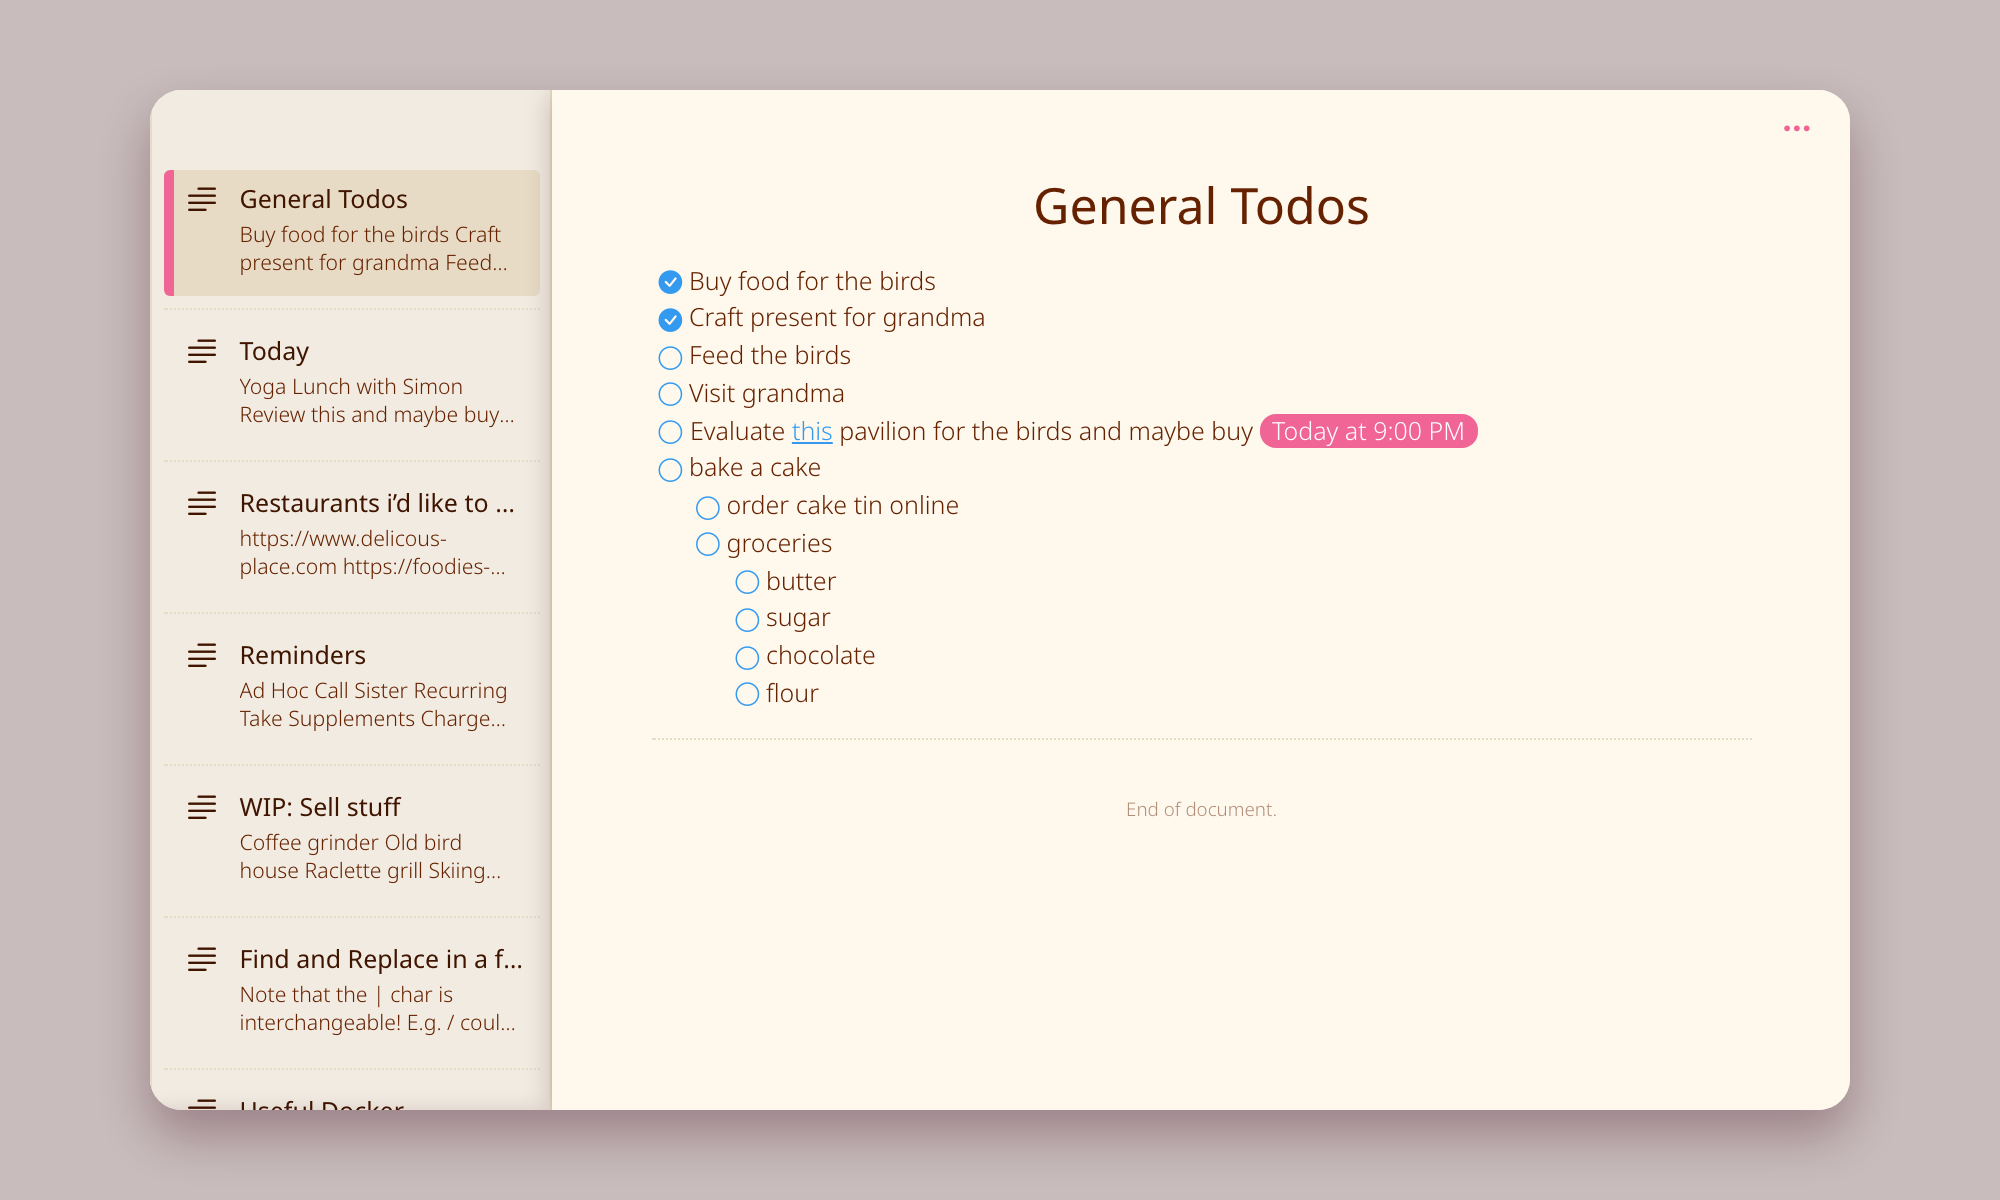 General Todos
Buy food for the birds Craft
present for grandma Feed...
Today
Yoga Lunch with Simon
Review this and maybe buy...
Restaurants i’d like to ...
https://www.delicous-
place.com https://foodies-...
Reminders
Ad Hoc Call Sister Recurring
Take Supplements Charge...
WIP: Sell stuff
Coffee grinder Old bird
house Raclette grill Skiing...
Find and Replace in a f...
Note that the | char is
interchangeable! E.g. / coul...
Useful Docker
General Todos
Buy food for the birds
Craft present for grandma
Feed the birds
Visit grandma
Evaluate this pavilion for the birds and maybe buy Today at 9:00 PM
bake a cake
order cake tin online
groceries
butter
sugar
chocolate
flour
End of document.